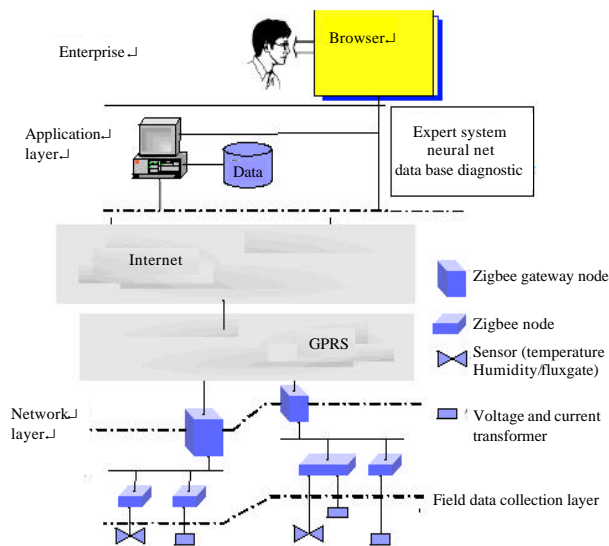 Enterprise↵
Browser↵
Application↵
layer↵
Data
Expert system
neural net
data base diagnostic
Internet
GPRS
Zigbee gateway node
Zigbee node
Sensor (temperature
Humidity/fluxgate)
Network↵
layer↵
Voltage and current
transformer
Field data collection layer